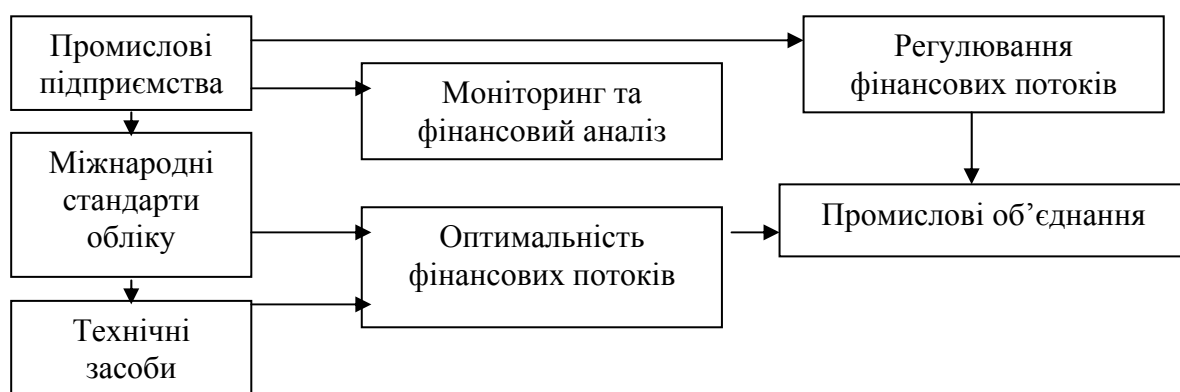 Промислові
підприємства
Регулювання
фінансових потоків
Моніторинг та
фінансовий аналіз
Міжнародні
стандарти
обліку
Промислові об’єднання
Оптимальність
фінансових потоків
Технічні
засоби